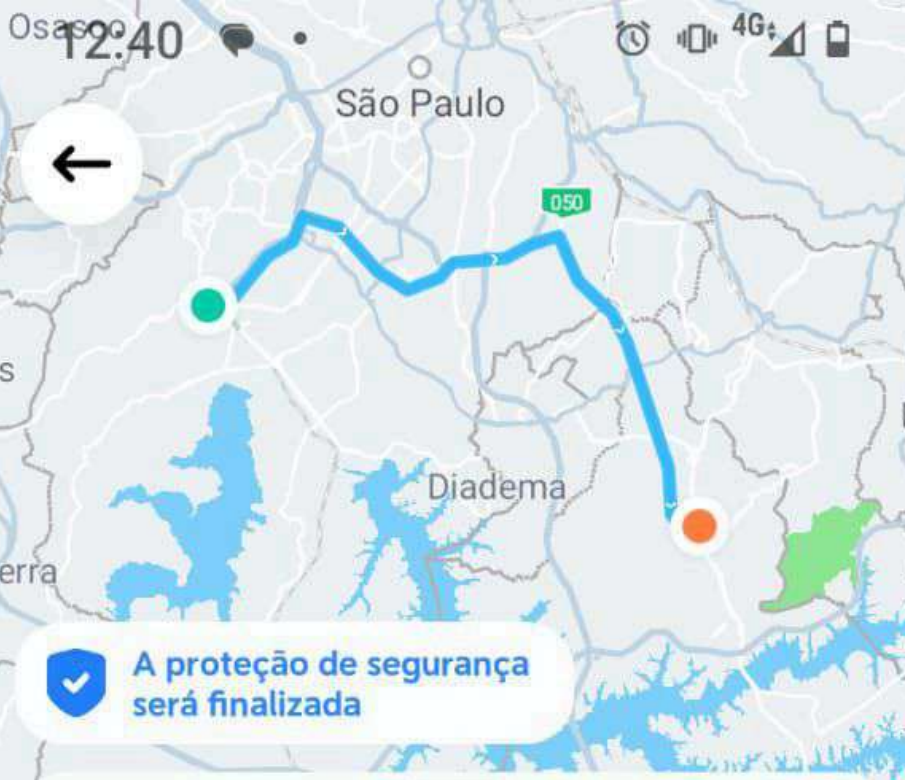 Osasco
12:40
4G
São Paulo
050
s
Diadema
erra
A proteção de segurança
será finalizada